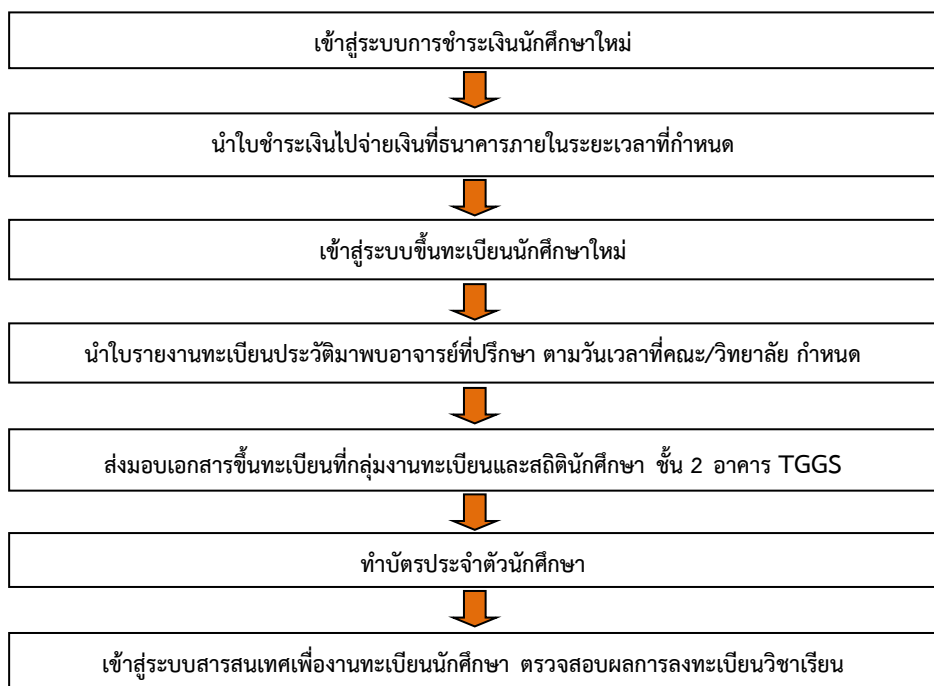 เข้าสู่ระบบการชำระเงินนักศึกษาใหม่
นำใบชำระเงินไปจ่ายเงินที่ธนาคารภายในระยะเวลาที่กำหนด
เข้าสู่ระบบขึ้นทะเบียนนักศึกษาใหม่
นำใบรายงานทะเบียนประวัติมาพบอาจารย์ที่ปรึกษา ตามวันเวลาที่คณะ/วิทยาลัย กำหนด
ส่งมอบเอกสารขึ้นทะเบียนที่กลุ่มงานทะเบียนและสถิตินักศึกษา ชั้น 2 อาคาร TGGS
ทำบัตรประจำตัวนักศึกษา
เข้าสู่ระบบสารสนเทศเพื่องานทะเบียนนักศึกษา ตรวจสอบผลการลงทะเบียนวิชาเรียน